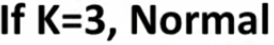 If K=3, Normal